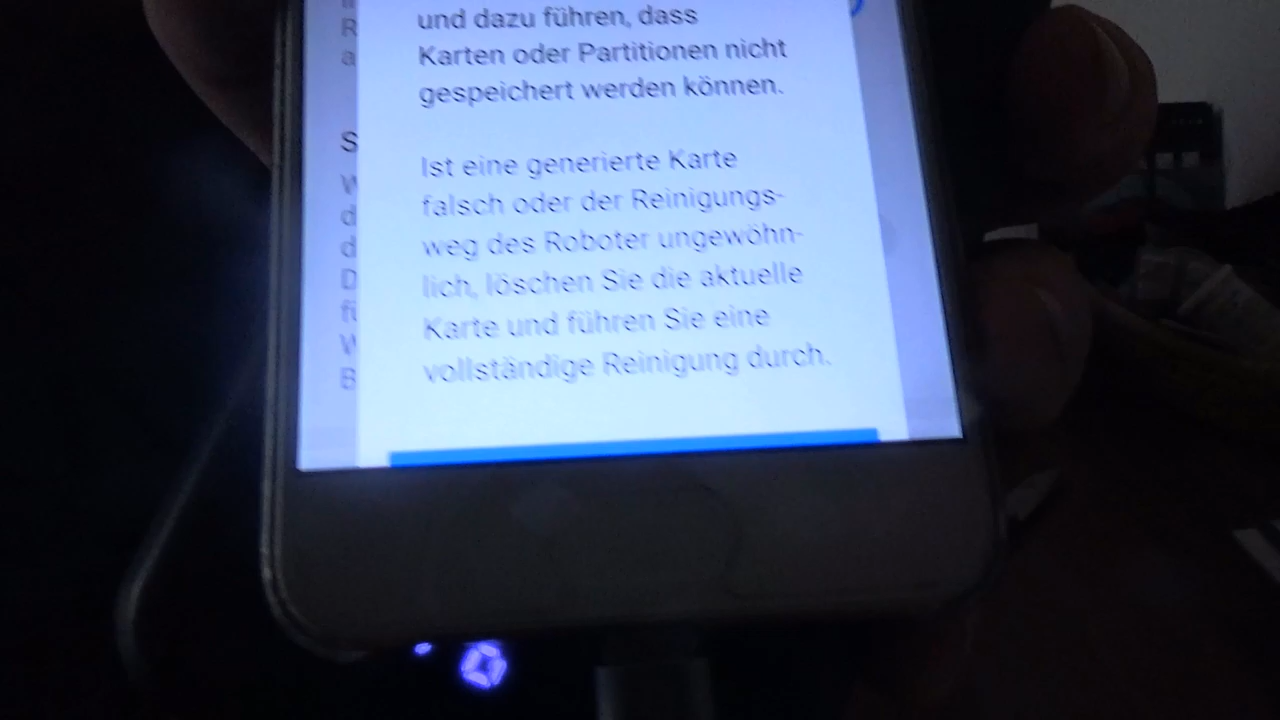 und dazu führen, dass
Karten oder Partitionen nicht
gespeichert werden können.
Ist eine generierte Karte
falsch oder der Reinigungs-
weg des Roboter ungewöhn-
lich, löschen Sie die aktuelle
Karte und führen Sie eine
vollständige Reinigung durch.